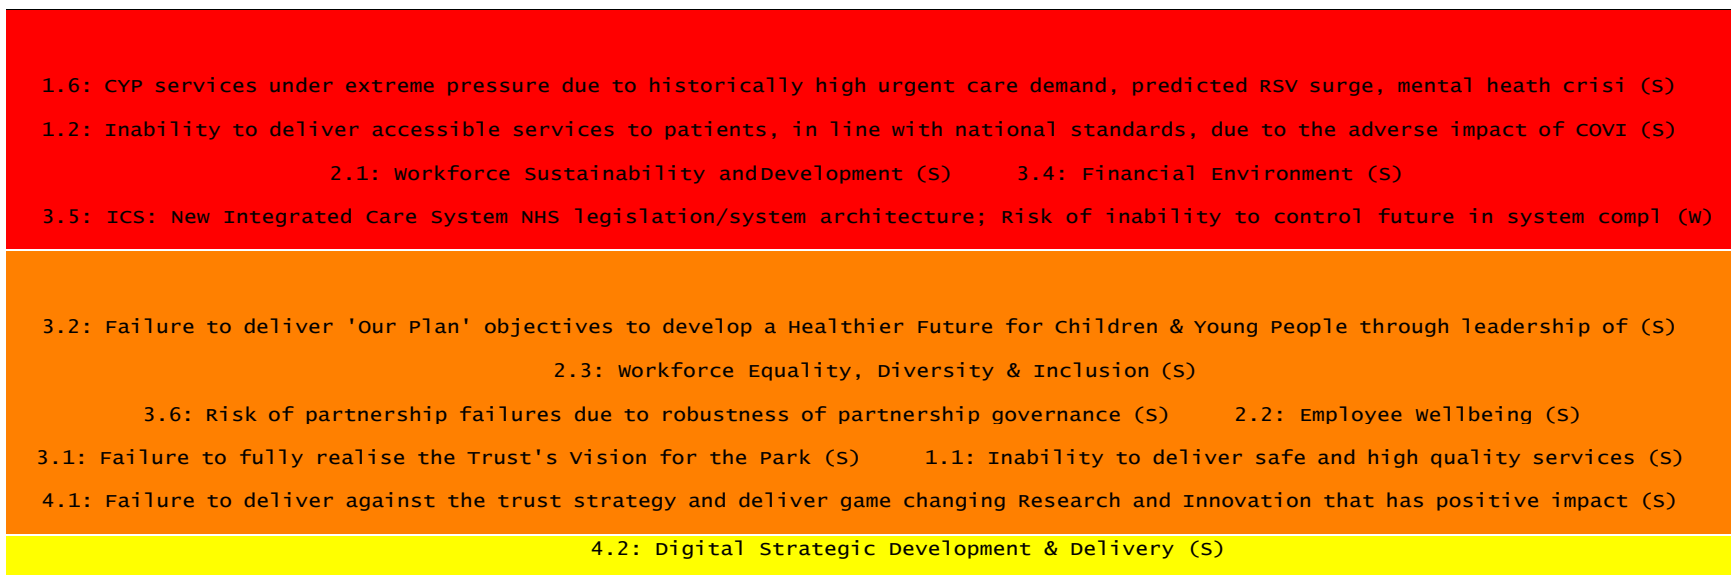 1.6: CYP services under extreme pressure due to historically high urgent care demand, predicted RSV surge, mental heath crisi (S)
1.2: Inability to deliver accessible services to patients, in line with national standards, due to the adverse impact of COVI (S)
2.1: Workforce Sustainability andDevelopment (S) 3.4: Financial Environment (S)
3.5: ICS: New Integrated Care System NHS legislation/system architecture; Risk of inability to control future in system compl (W)
3.2: Failure to deliver 'Our Plan' objectives to develop a Healthier Future for Children & Young People through leadership of (S)
2.3: Workforce Equality, Diversity & Inclusion (S)
3.6: Risk of partnership failures due to robustness of partnership governance (S) 2.2: Employee Wellbeing (S)
3.1: Failure to fully realise the Trust's Vision for the Park (S) 1.1: Inability to deliver safe and high quality services (S)
4.1: Failure to deliver against the trust strategy and deliver game changing Research and Innovation that has positive impact (S)
4.2: Digital Strategic Development & Delivery (S)